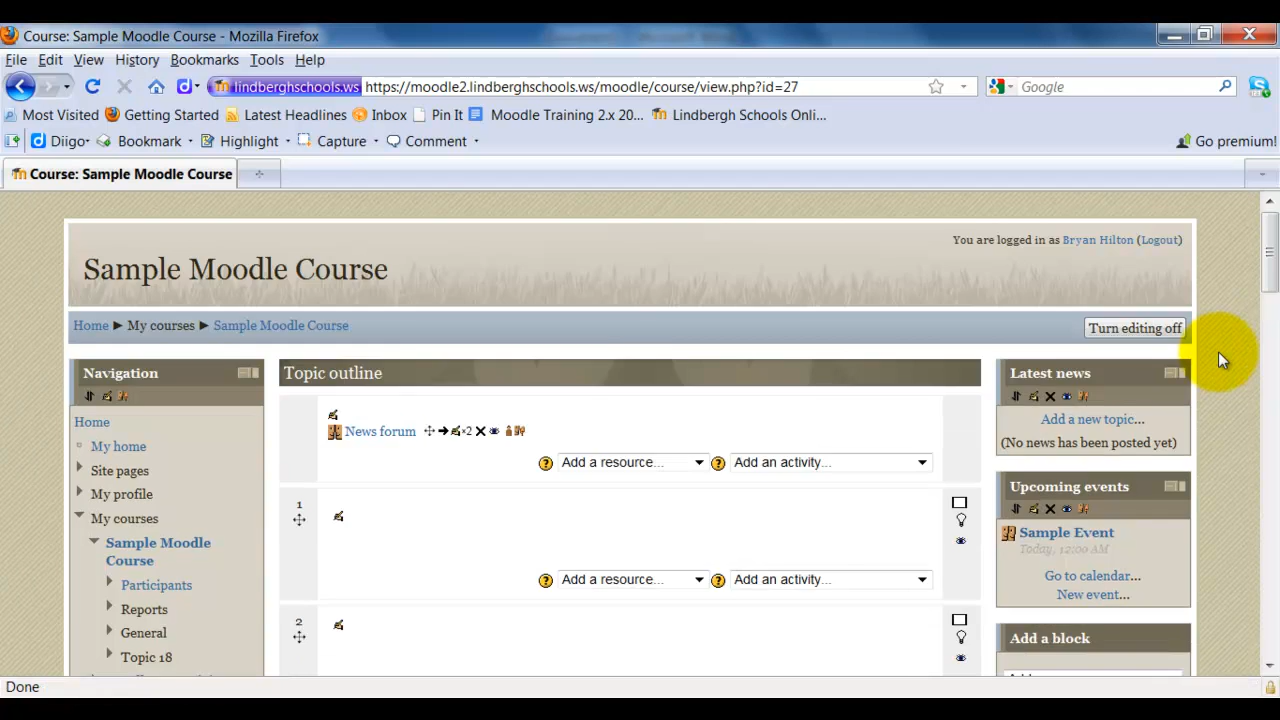 Course: Sample Moodle Course - Mozilla Firefox
File Edit View History Bookmarks Tools Help
lindberghschools.ws https://moodle2.lindberghschools.ws/moodle/course/view.php?id=27
Google
Most Visited Getting Started Latest Headlines Inbox Pin It Moodle Training 2.x 20... Lindbergh Schools Onli...
Diigo Bookmark Highlight Capture Comment Go premium!
Course: Sample Moodle Course
You are logged in as Bryan Hilton (Logout)
Sample Moodle Course
Home ► My courses ► Sample Moodle Course
Turn editing off
Navigation
Home
My home
Site pages
My profile
My courses
Sample Moodle
Course
Participants
Reports
General
Topic 18
Topic outline
News forum ×2
Add a resource... Add an activity...
1
Add a resource... Add an activity...
2
Latest news
Add a new topic...
(No news has been posted yet)
Upcoming events
Sample Event
Today, 12:00 AM
Go to calendar...
New event...
Add a block
Done